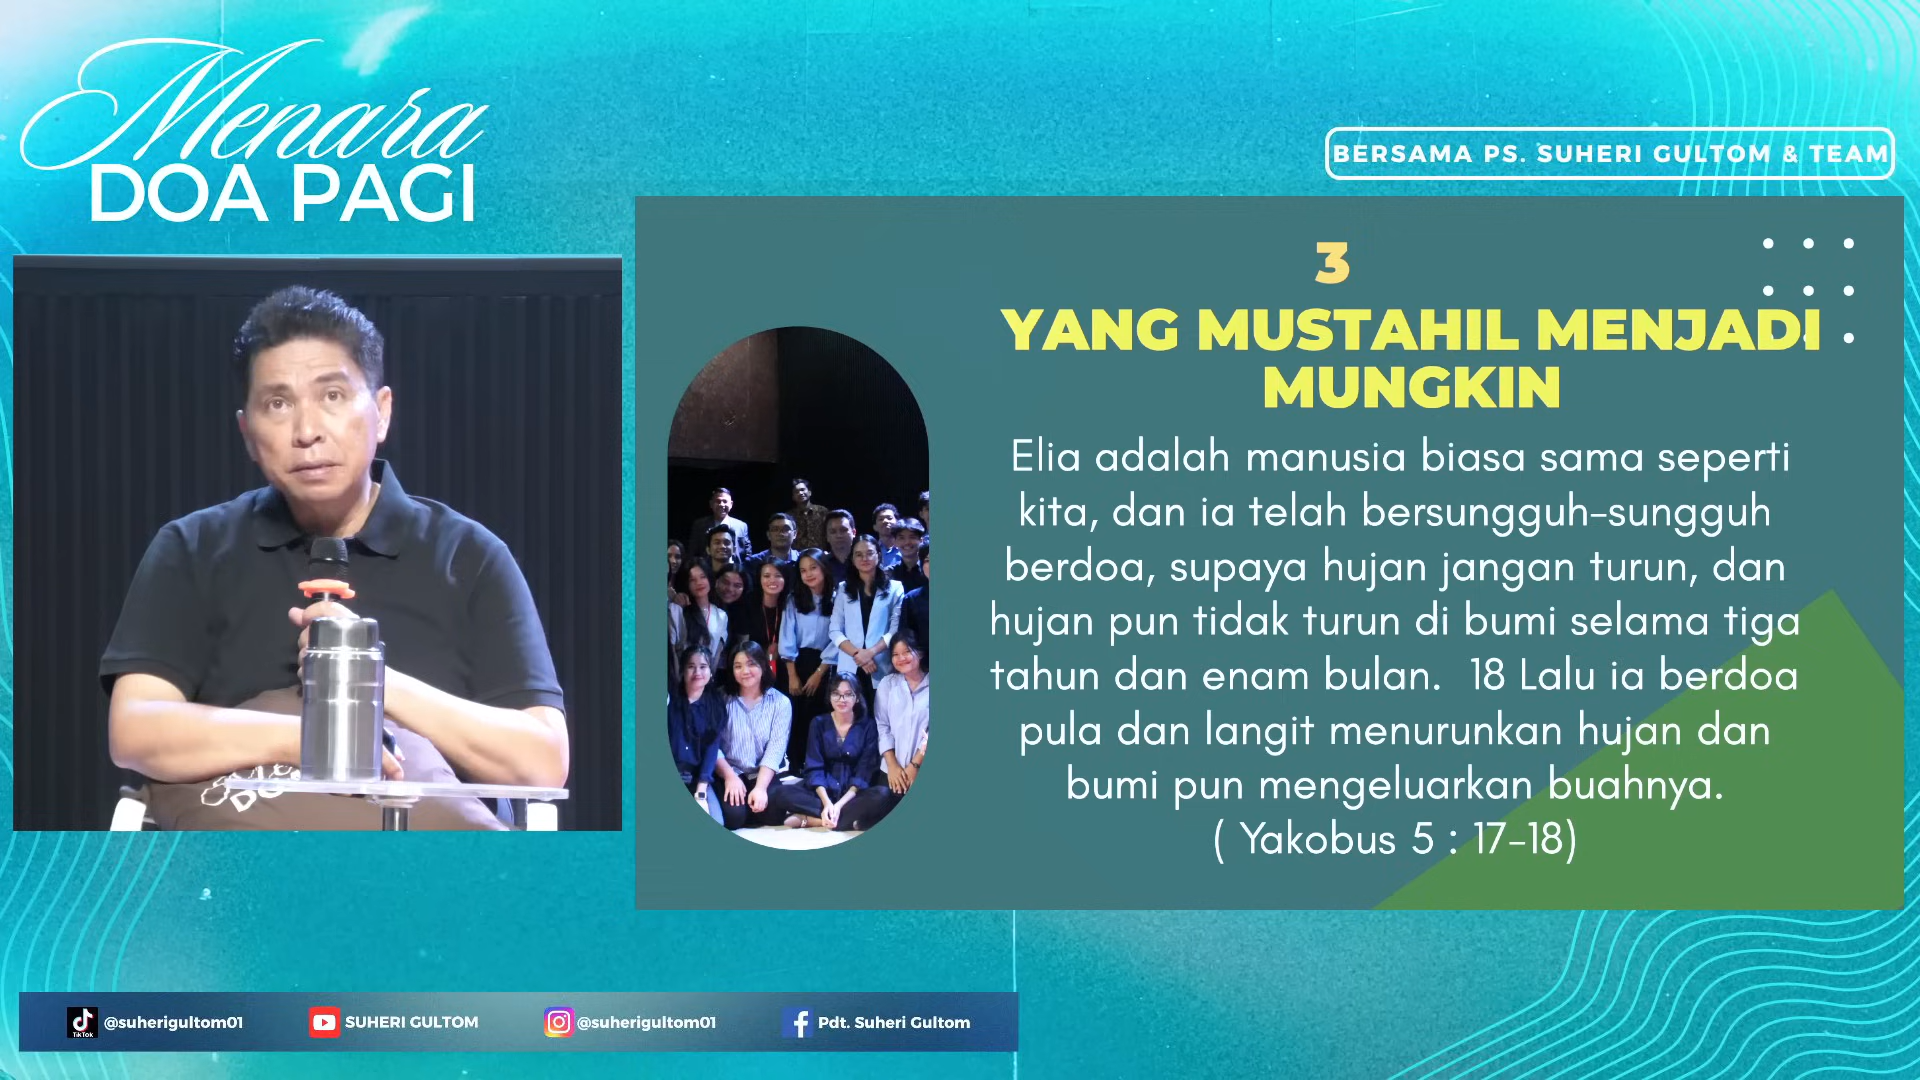 Menara
DOA PAGI
BERSAMA PS. SUHERI GULTOM & TEAM
3
YANG MUSTAHIL MENJADI
MUNGKIN
Elia adalah manusia biasa sama seperti
kita, dan ia telah bersungguh-sungguh
berdoa, supaya hujan jangan turun, dan
hujan pun tidak turun di bumi selama tiga
tahun dan enam bulan. 18 Lalu ia berdoa
pula dan langit menurunkan hujan dan
bumi pun mengeluarkan buahnya.
( Yakobus 5 : 17-18)
TikTok
@suherigultom01
SUHERI GULTOM
@suherigultom01
Pdt. Suheri Gultom